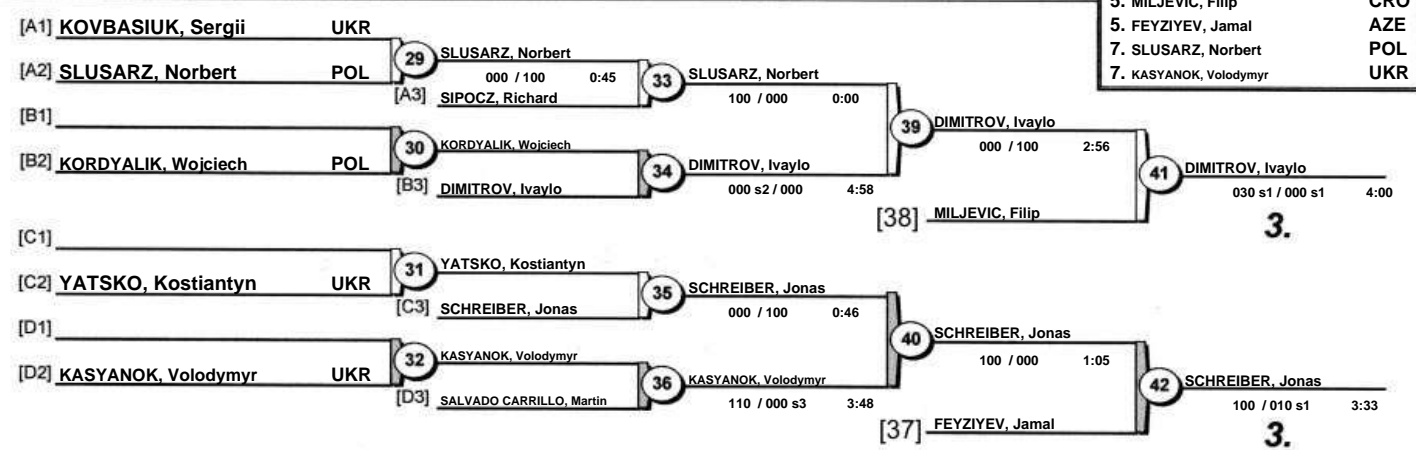 5. MILJEVIC, Filip CRO
5. FEYZIYEV, Jamal AZE
7. SLUSARZ, Norbert POL
7. KASYANOK, Volodymyr UKR
[A1] KOVBASIUK, Sergii UKR
29 SLUSARZ, Norbert
[A2] SLUSARZ, Norbert POL
000 / 100 0:45
33 SLUSARZ, Norbert
[A3] SIPOCZ, Richard
100 / 000 0:00
[B1]
39 DIMITROV, Ivaylo
30 KORDYALIK, Wojciech
000 / 100 2:56
[B2] KORDYALIK, Wojciech POL
34 DIMITROV, Ivaylo
41 DIMITROV, Ivaylo
[B3] DIMITROV, Ivaylo
000 s2 / 000 4:58
030 s1 / 000 s1 4:00
[38] MILJEVIC, Filip
3.
[C1]
31 YATSKO, Kostiantyn
[C2] YATSKO, Kostiantyn UKR
35 SCHREIBER, Jonas
[C3] SCHREIBER, Jonas
000 / 100 0:46
[D1]
40 SCHREIBER, Jonas
32 KASYANOK, Volodymyr
100 / 000 1:05
[D2] KASYANOK, Volodymyr UKR
36 KASYANOK, Volodymyr
42 SCHREIBER, Jonas
[D3] SALVADO CARRILLO, Martin
110 / 000 s3 3:48
100 / 010 s1 3:33
[37] FEYZIYEV, Jamal
3.